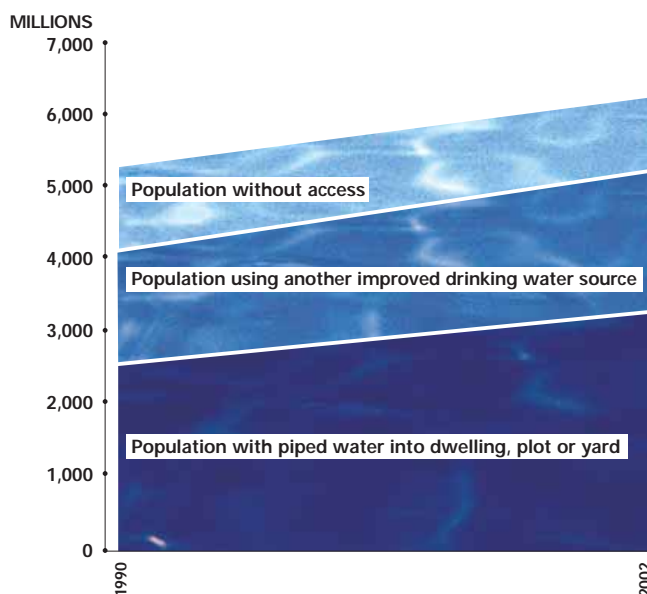 MILLIONS
7,000
6,000
5,000
4,000
3,000
2,000
1,000
0
Population without access
Population using another improved drinking water source
Population with piped water into dwelling, plot or yard
1990
2002